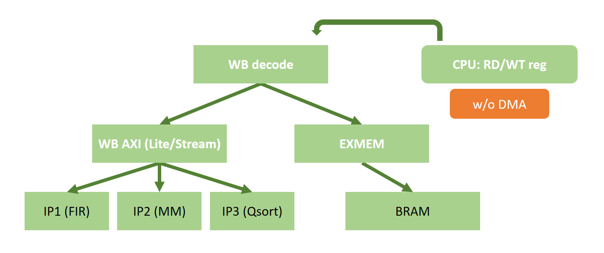 WB decode
CPU: RD/WT reg
w/o DMA
WB AXI (Lite/Stream)
EXMEM
IP1 (FIR)
IP2 (MM)
IP3 (Qsort)
BRAM